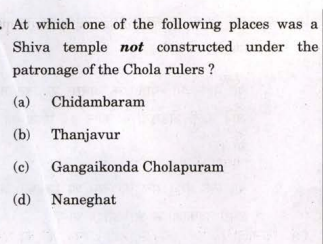 . At which one of the following places was a
Shiva temple not constructed under the
patronage of the Chola rulers ?
(a) Chidambaram
(b) Thanjavur
(c) Gangaikonda Cholapuram
(d) Naneghat